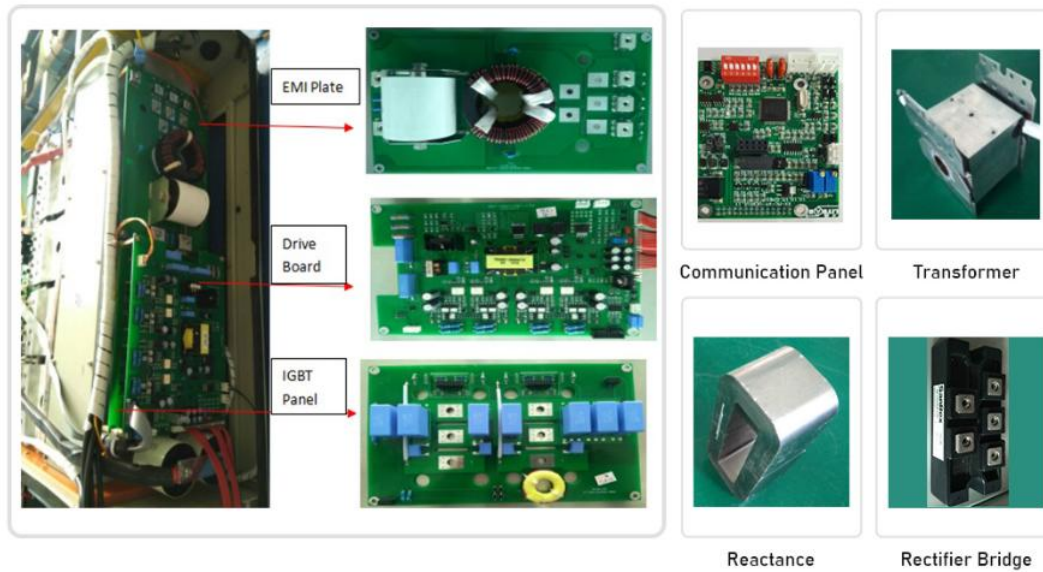 EMI Plate
Drive
Board
IGBT
Panel
Communication Panel
Transformer
Reactance
Rectifier Bridge